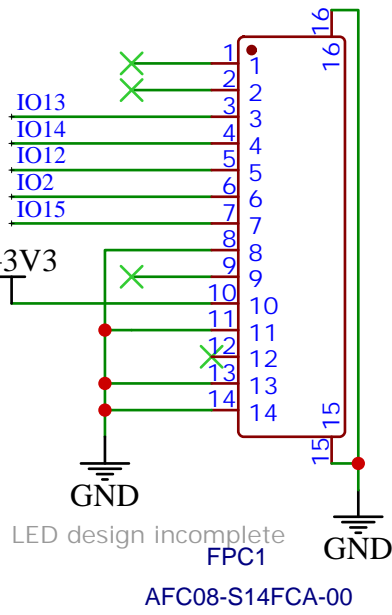 16
16
1 1
2 2
IO13 3 3
IO14 4 4
IO12 5 5
IO2 6 6
IO15 7 7
8 8
3V3 9 9
10 10
11 11
12 12
13 13
14 14
15
15
GND
GND
LED design incomplete
FPC1
AFC08-S14FCA-00